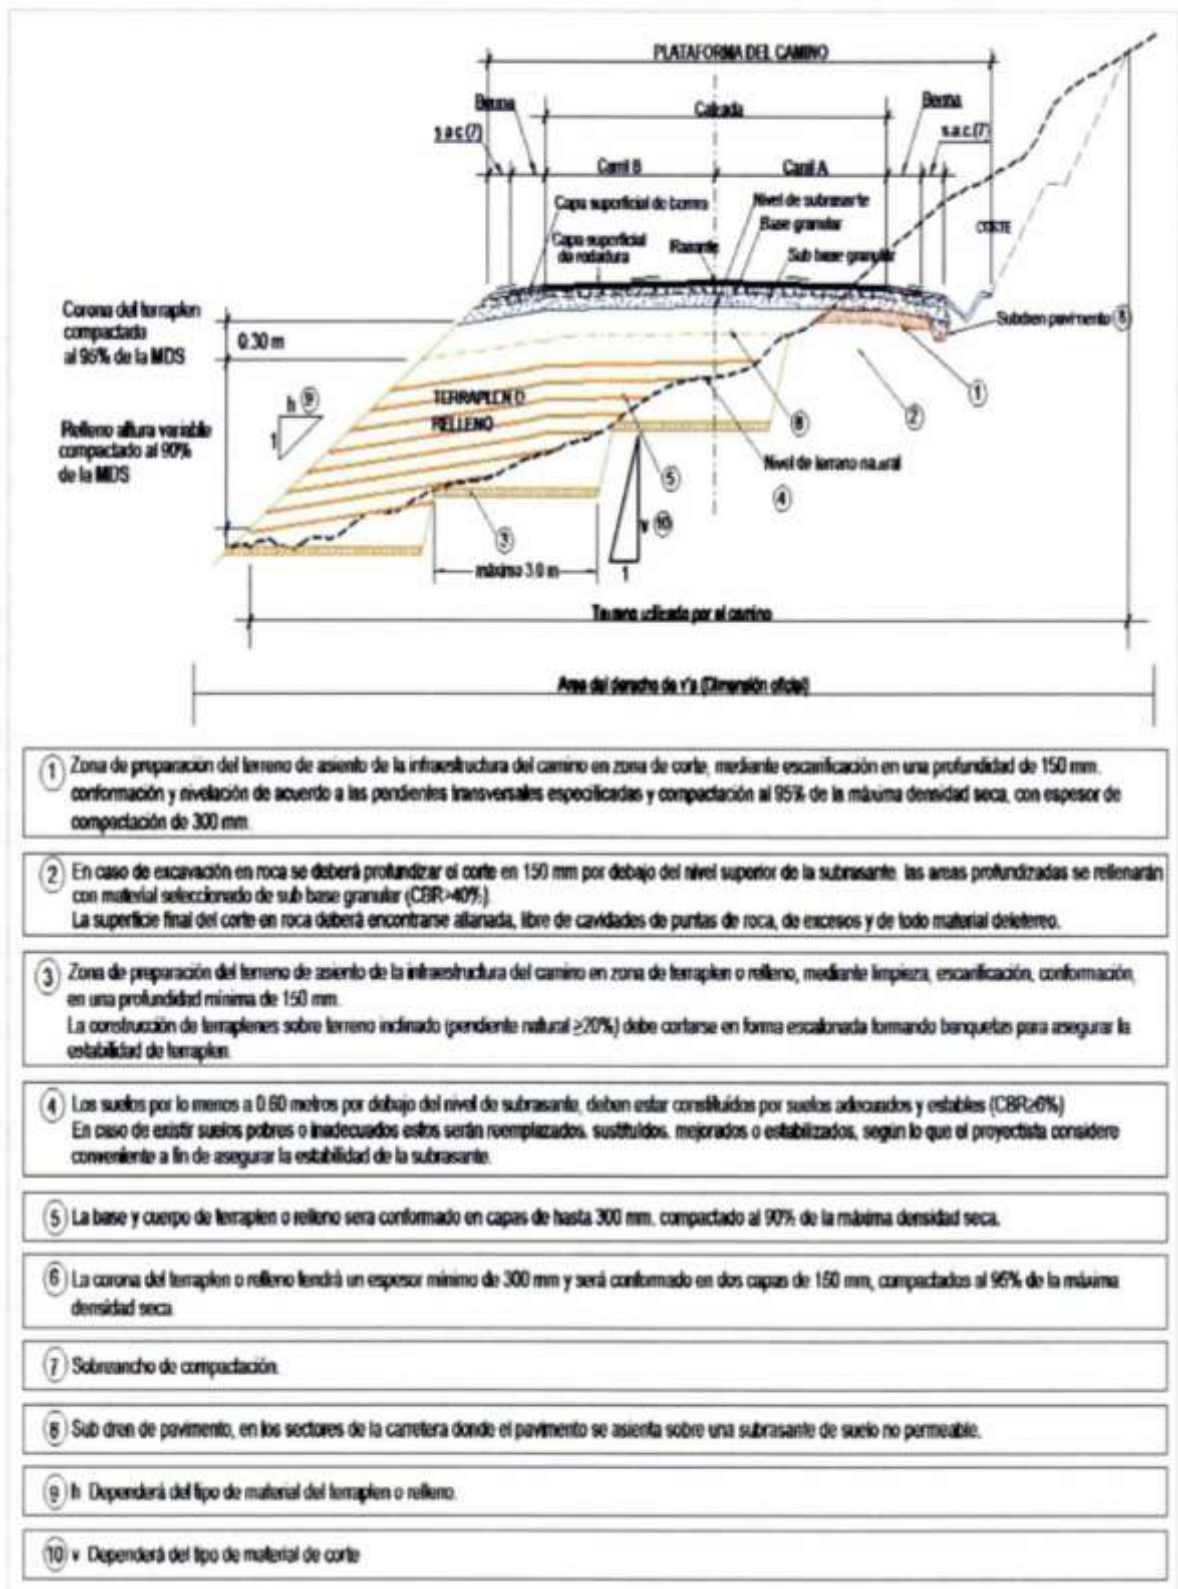 PLATAFORMA DEL CAMINO
Berma
Calzada
Berma
s.a.c.(7)
s.a.c.(7)
Carril B
Carril A
Capa superficial de berma
Nivel de subrasante
Base granular
Capa superficial
de rodadura
Rasante
Sub base granular
CORTE
Corona del terraplen
compactada
al 95% de la MDS
0.30 m
Subdren pavimento 8
1
h 9
1
TERRAPLEN O
RELLENO
2
6
Relleno altura variable
compactado al 90%
de la MDS
Nivel de terreno natural
5
4
3
v 10
máximo 3.0 m
1
Terreno utilizado por el camino
Area del derecho de vía (Dimensión oficial)
1 Zona de preparación del terreno de asiento de la infraestructura del camino en zona de corte, mediante escarificación en una profundidad de 150 mm.
conformación y nivelación de acuerdo a las pendientes transversales especificadas y compactación al 95% de la máxima densidad seca, con espesor de
compactación de 300 mm.
2 En caso de excavación en roca se deberá profundizar el corte en 150 mm por debajo del nivel superior de la subrasante. las areas profundizadas se rellenarán
con material seleccionado de sub base granular (CBR>40%)
La superficie final del corte en roca deberá encontrarse allanada, libre de cavidades de puntas de roca, de excesos y de todo material deletereo.
3 Zona de preparación del terreno de asiento de la infraestructura del camino en zona de terraplen o relleno, mediante limpieza, escarificación, conformación,
en una profundidad mínima de 150 mm.
La construcción de terraplenes sobre terreno inclinado (pendiente natural ≥20%) debe cortarse en forma escalonada formando banquetas para asegurar la
estabilidad de terraplen.
4 Los suelos por lo menos a 0.60 metros por debajo del nivel de subrasante, deben estar constituídos por suelos adecuados y estables (CBR≥6%)
En caso de existir suelos pobres o inadecuados estos serán reemplazados, sustituídos, mejorados o estabilizados, según lo que el proyectista considere
conveniente a fin de asegurar la estabilidad de la subrasante.
5 La base y cuerpo de terraplen o relleno sera conformado en capas de hasta 300 mm. compactado al 90% de la máxima densidad seca.
6 La corona del terraplen o relleno tendrá un espesor mínimo de 300 mm y será conformado en dos capas de 150 mm, compactados al 95% de la máxima
densidad seca
7 Sobreancho de compactación.
8 Sub dren de pavimento, en los sectores de la carretera donde el pavimento se asienta sobre una subrasante de suelo no permeable.
9 h Dependerá del tipo de material del terraplen o relleno.
10 v Dependerá del tipo de material de corte